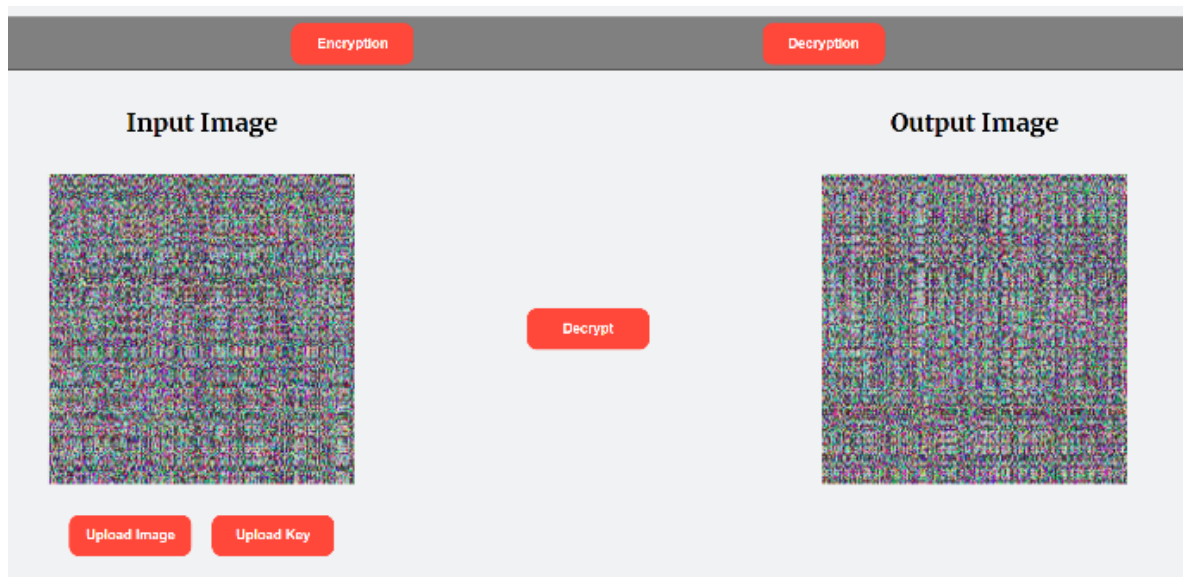 Encryption
Decryption
Input Image
Output Image
Decrypt
Upload Image
Upload Key